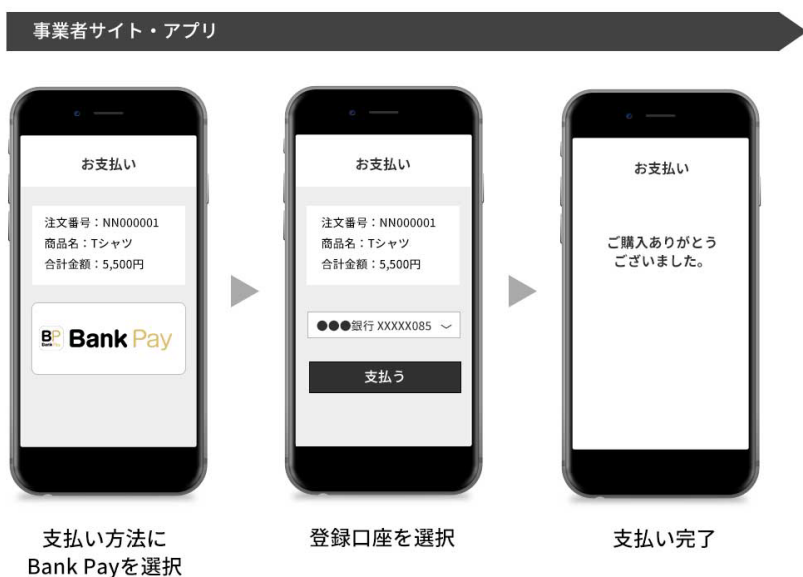 事業者サイト・アプリ
お支払い
注文番号：NN000001
商品名：Tシャツ
合計金額：5,500円
BP Bank Pay
支払い方法に
Bank Payを選択
お支払い
注文番号：NN000001
商品名：Tシャツ
合計金額：5,500円
●●●銀行 XXXXX085
支払う
登録口座を選択
お支払い
ご購入ありがとう
ございました。
支払い完了